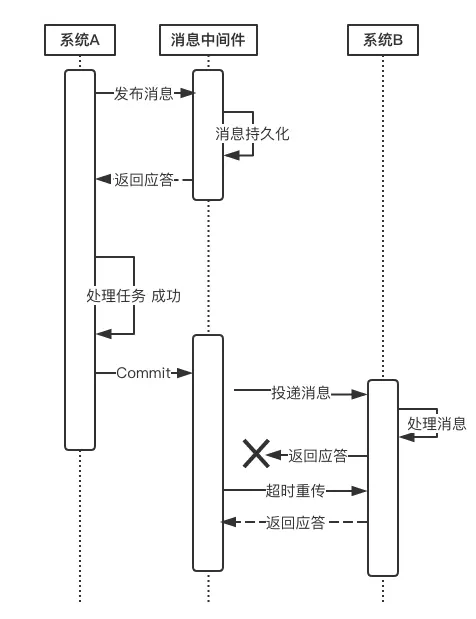 系统A
消息中间件
系统B
发布消息
消息持久化
返回应答
处理任务 成功
Commit
投递消息
处理消息
返回应答
超时重传
返回应答